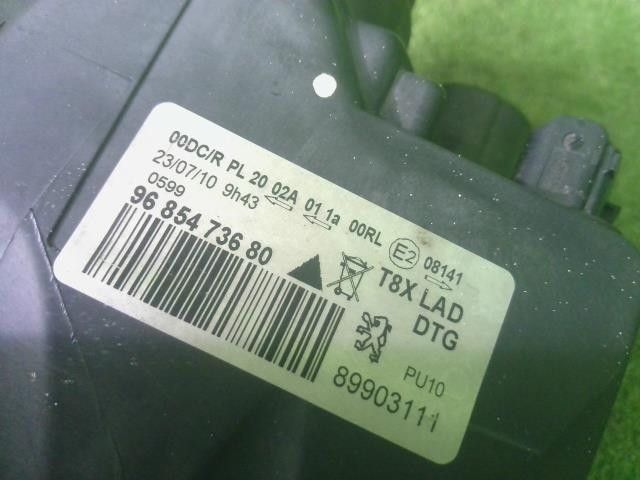 00DC/R PL 20 02A 01 1a 00RL E2 08141
23/07/10 9h43
0599
96 854 736 80
T8X LAD
DTG
PU10
89903111